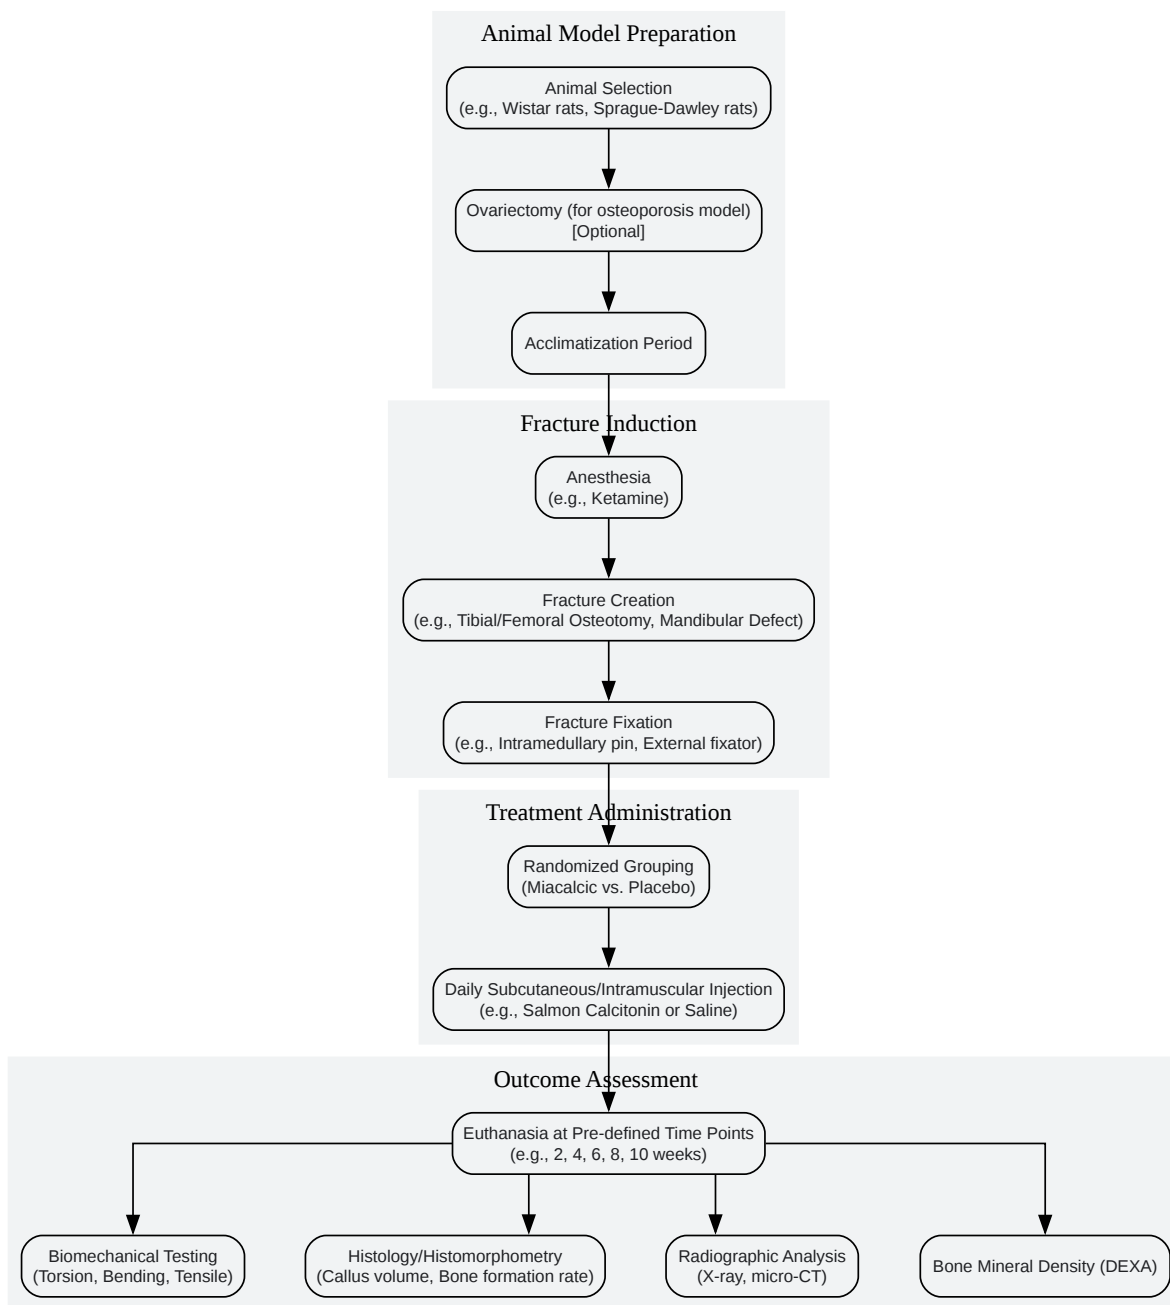 Animal Model Preparation
Animal Selection
(e.g., Wistar rats, Sprague-Dawley rats)
Ovariectomy (for osteoporosis model)
[Optional]
Acclimatization Period
Fracture Induction
Anesthesia
(e.g., Ketamine)
Fracture Creation
(e.g., Tibial/Femoral Osteotomy, Mandibular Defect)
Fracture Fixation
(e.g., Intramedullary pin, External fixator)
Treatment Administration
Randomized Grouping
(Miacalcic vs. Placebo)
Daily Subcutaneous/Intramuscular Injection
(e.g., Salmon Calcitonin or Saline)
Outcome Assessment
Euthanasia at Pre-defined Time Points
(e.g., 2, 4, 6, 8, 10 weeks)
Biomechanical Testing
(Torsion, Bending, Tensile)
Histology/Histomorphometry
(Callus volume, Bone formation rate)
Radiographic Analysis
(X-ray, micro-CT)
Bone Mineral Density (DEXA)